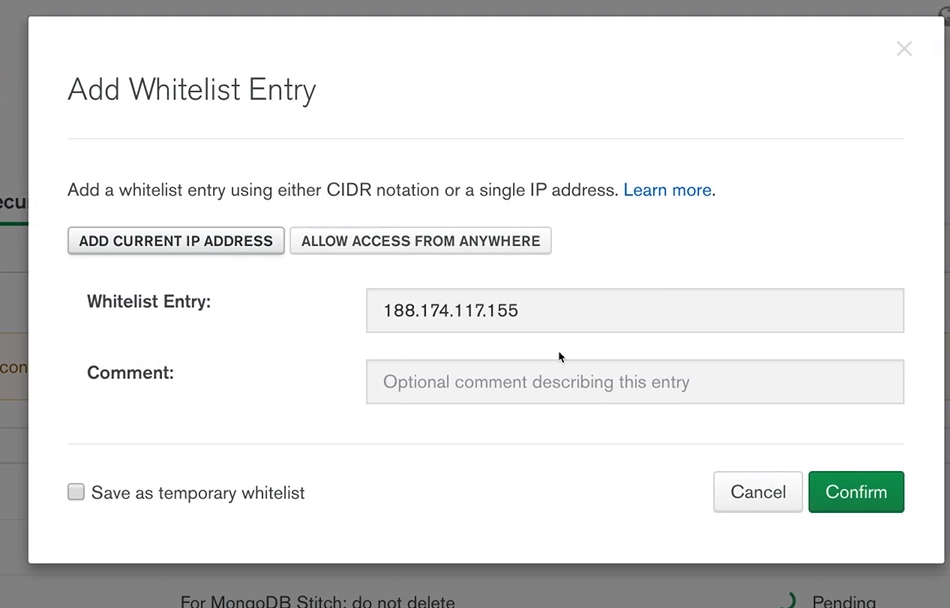 Add Whitelist Entry
Add a whitelist entry using either CIDR notation or a single IP address. Learn more.
ecu
ADD CURRENT IP ADDRESS ALLOW ACCESS FROM ANYWHERE
Whitelist Entry: 188.174.117.155
con
Comment: Optional comment describing this entry
Save as temporary whitelist Cancel Confirm
For MongoDB Stitch: do not delete Pending